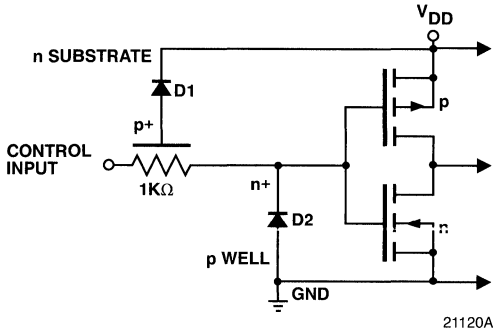 V_DD
n SUBSTRATE
D1
p
p+
CONTROL
INPUT
1KΩ
n+
D2
n
p WELL
GND
21120A